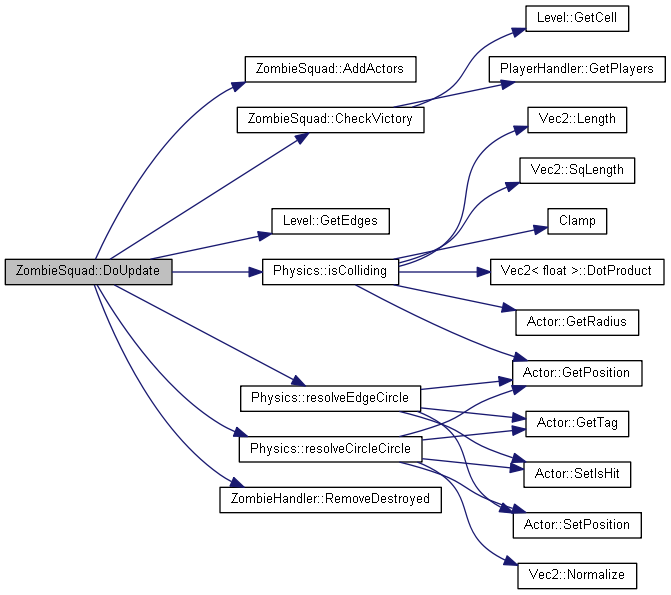 Level::GetCell
ZombieSquad::AddActors
PlayerHandler::GetPlayers
ZombieSquad::CheckVictory
Vec2::Length
Vec2::SqLength
Level::GetEdges
Clamp
ZombieSquad::DoUpdate
Physics::isColliding
Vec2< float >::DotProduct
Actor::GetRadius
Actor::GetPosition
Physics::resolveEdgeCircle
Actor::GetTag
Physics::resolveCircleCircle
Actor::SetIsHit
ZombieHandler::RemoveDestroyed
Actor::SetPosition
Vec2::Normalize